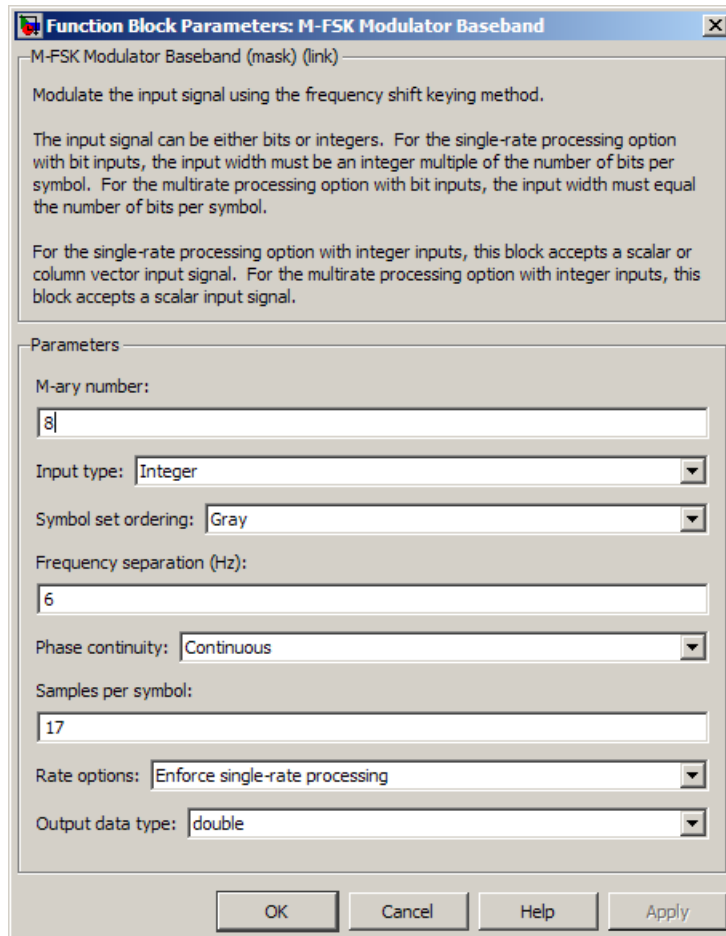 Function Block Parameters: M-FSK Modulator Baseband
M-FSK Modulator Baseband (mask) (link)
Modulate the input signal using the frequency shift keying method.
The input signal can be either bits or integers.  For the single-rate processing option
with bit inputs, the input width must be an integer multiple of the number of bits per
symbol.  For the multirate processing option with bit inputs, the input width must equal
the number of bits per symbol.
For the single-rate processing option with integer inputs, this block accepts a scalar or
column vector input signal.  For the multirate processing option with integer inputs, this
block accepts a scalar input signal.
Parameters
M-ary number:
8
Input type: Integer
Symbol set ordering: Gray
Frequency separation (Hz):
6
Phase continuity: Continuous
Samples per symbol:
17
Rate options: Enforce single-rate processing
Output data type: double
OK Cancel Help Apply